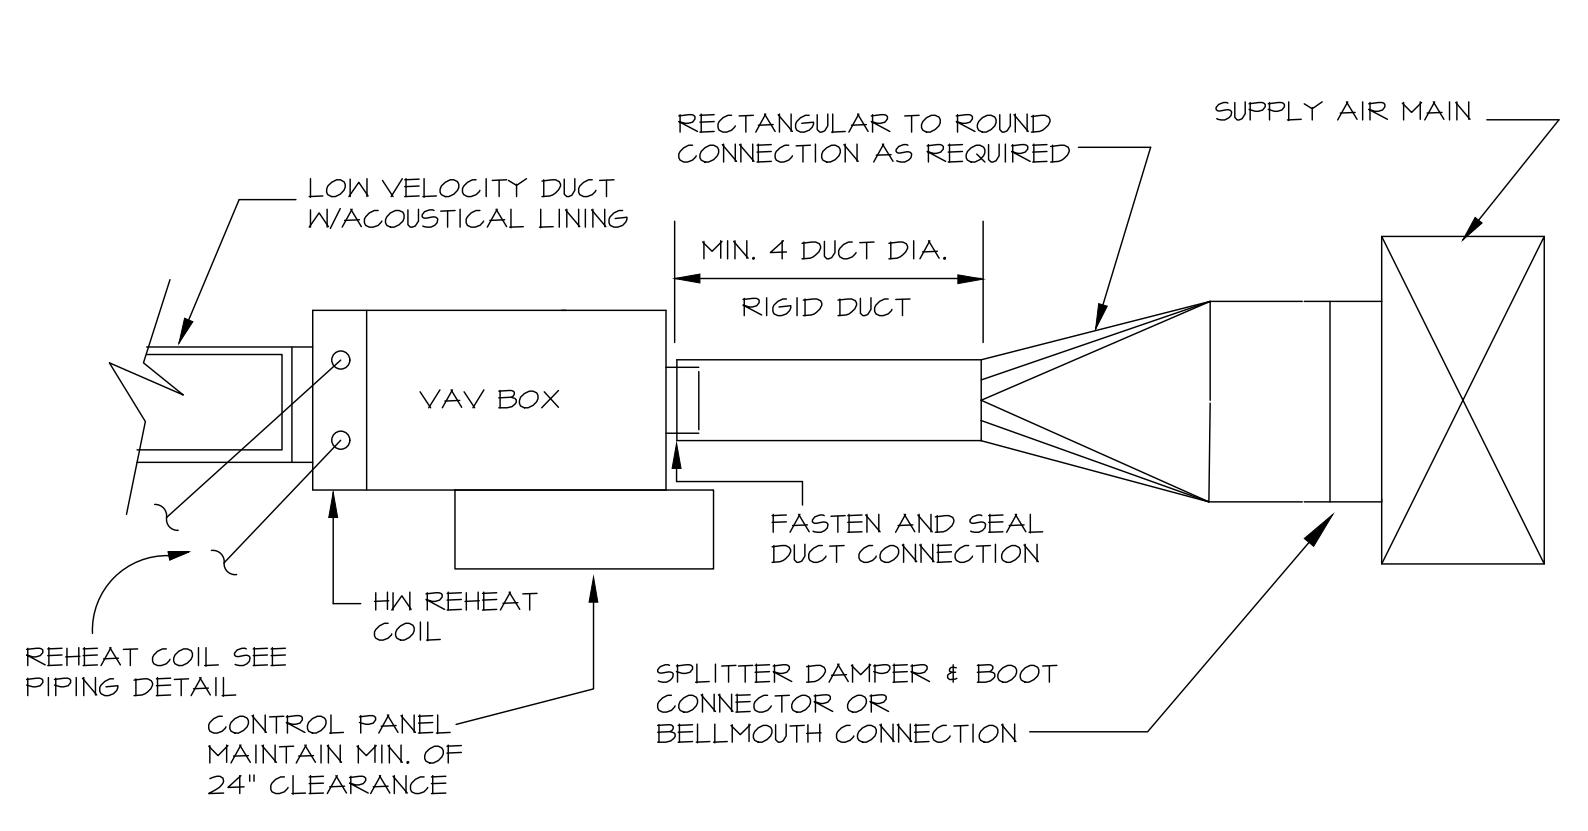 SUPPLY AIR MAIN
RECTANGULAR TO ROUND
CONNECTION AS REQUIRED
LOW VELOCITY DUCT
W/ACOUSTICAL LINING
MIN. 4 DUCT DIA.
RIGID DUCT
VAV BOX
FASTEN AND SEAL
DUCT CONNECTION
HW REHEAT
COIL
REHEAT COIL SEE
PIPING DETAIL
SPLITTER DAMPER & BOOT
CONNECTOR OR
BELLMOUTH CONNECTION
CONTROL PANEL
MAINTAIN MIN. OF
24" CLEARANCE